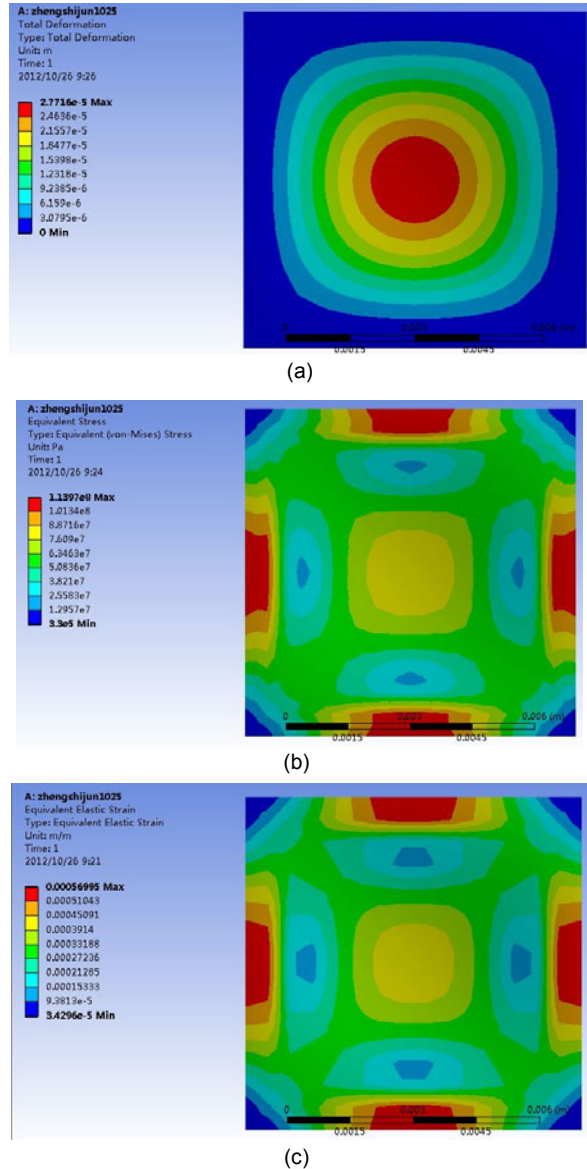 A: zhengshijun1025
Total Deformation
Type: Total Deformation
Unit: m
Time: 1
2012/10/26 9:26
2.7716e-5 Max
2.4636e-5
2.1557e-5
1.8477e-5
1.5398e-5
1.2318e-5
9.2385e-6
6.159e-6
3.0795e-6
0 Min
0.0015
0.0045
(a)
A: zhengshijun1025
Equivalent Stress
Type: Equivalent (von-Mises) Stress
Unit: Pa
Time: 1
2012/10/26 9:24
1.1397e8 Max
1.0134e8
8.8716e7
7.609e7
6.3463e7
5.0836e7
3.821e7
2.5583e7
1.2957e7
3.3e5 Min
0 0.003 0.006 (m)
0.0015 0.0045
(b)
A: zhengshijun1025
Equivalent Elastic Strain
Type: Equivalent Elastic Strain
Unit: m/m
Time: 1
2012/10/26 9:21
0.00056995 Max
0.00051043
0.00045091
0.0003914
0.00033188
0.00027236
0.00021285
0.00015333
9.3813e-5
3.4296e-5 Min
0 0.003 0.006 (m)
0.0015 0.0045
(c)